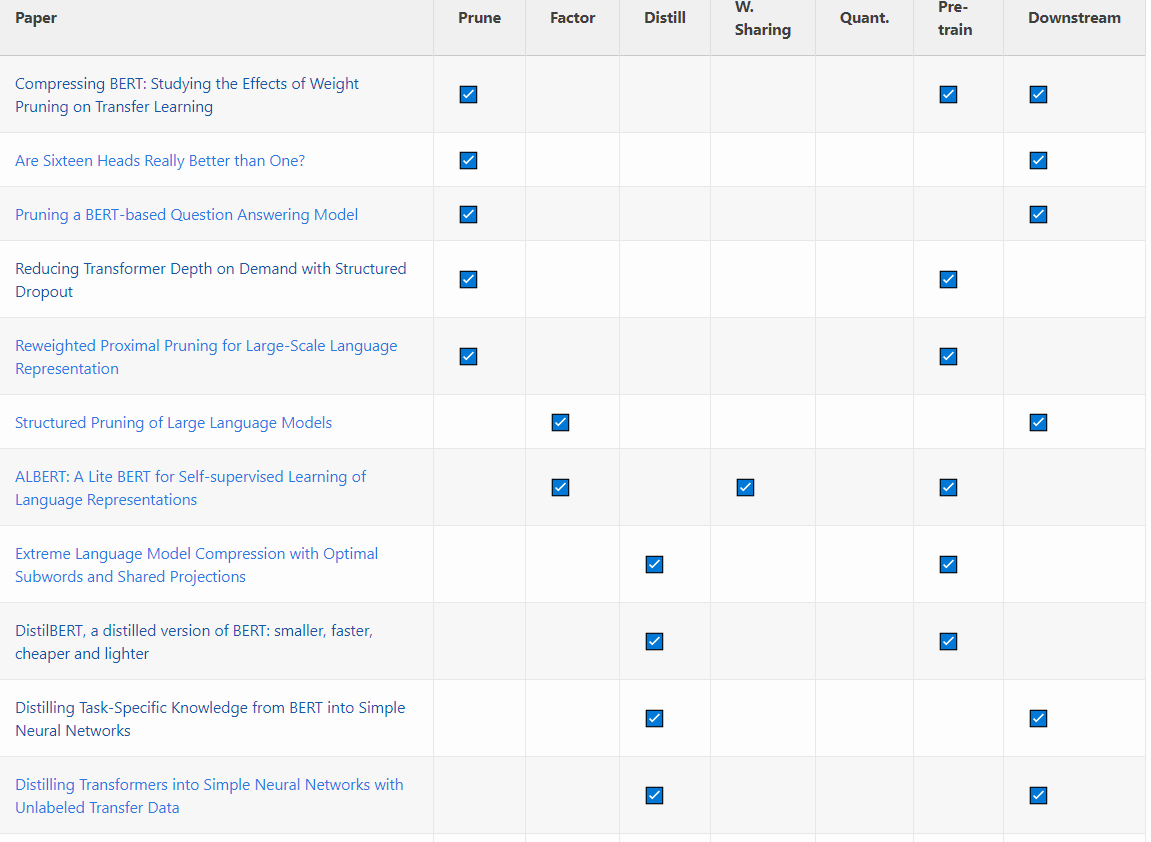 Paper Prune Factor Distill W. Sharing Quant. Pre-train Downstream
Compressing BERT: Studying the Effects of Weight
Pruning on Transfer Learning
Are Sixteen Heads Really Better than One?
Pruning a BERT-based Question Answering Model
Reducing Transformer Depth on Demand with Structured
Dropout
Reweighted Proximal Pruning for Large-Scale Language
Representation
Structured Pruning of Large Language Models
ALBERT: A Lite BERT for Self-supervised Learning of
Language Representations
Extreme Language Model Compression with Optimal
Subwords and Shared Projections
DistilBERT, a distilled version of BERT: smaller, faster,
cheaper and lighter
Distilling Task-Specific Knowledge from BERT into Simple
Neural Networks
Distilling Transformers into Simple Neural Networks with
Unlabeled Transfer Data